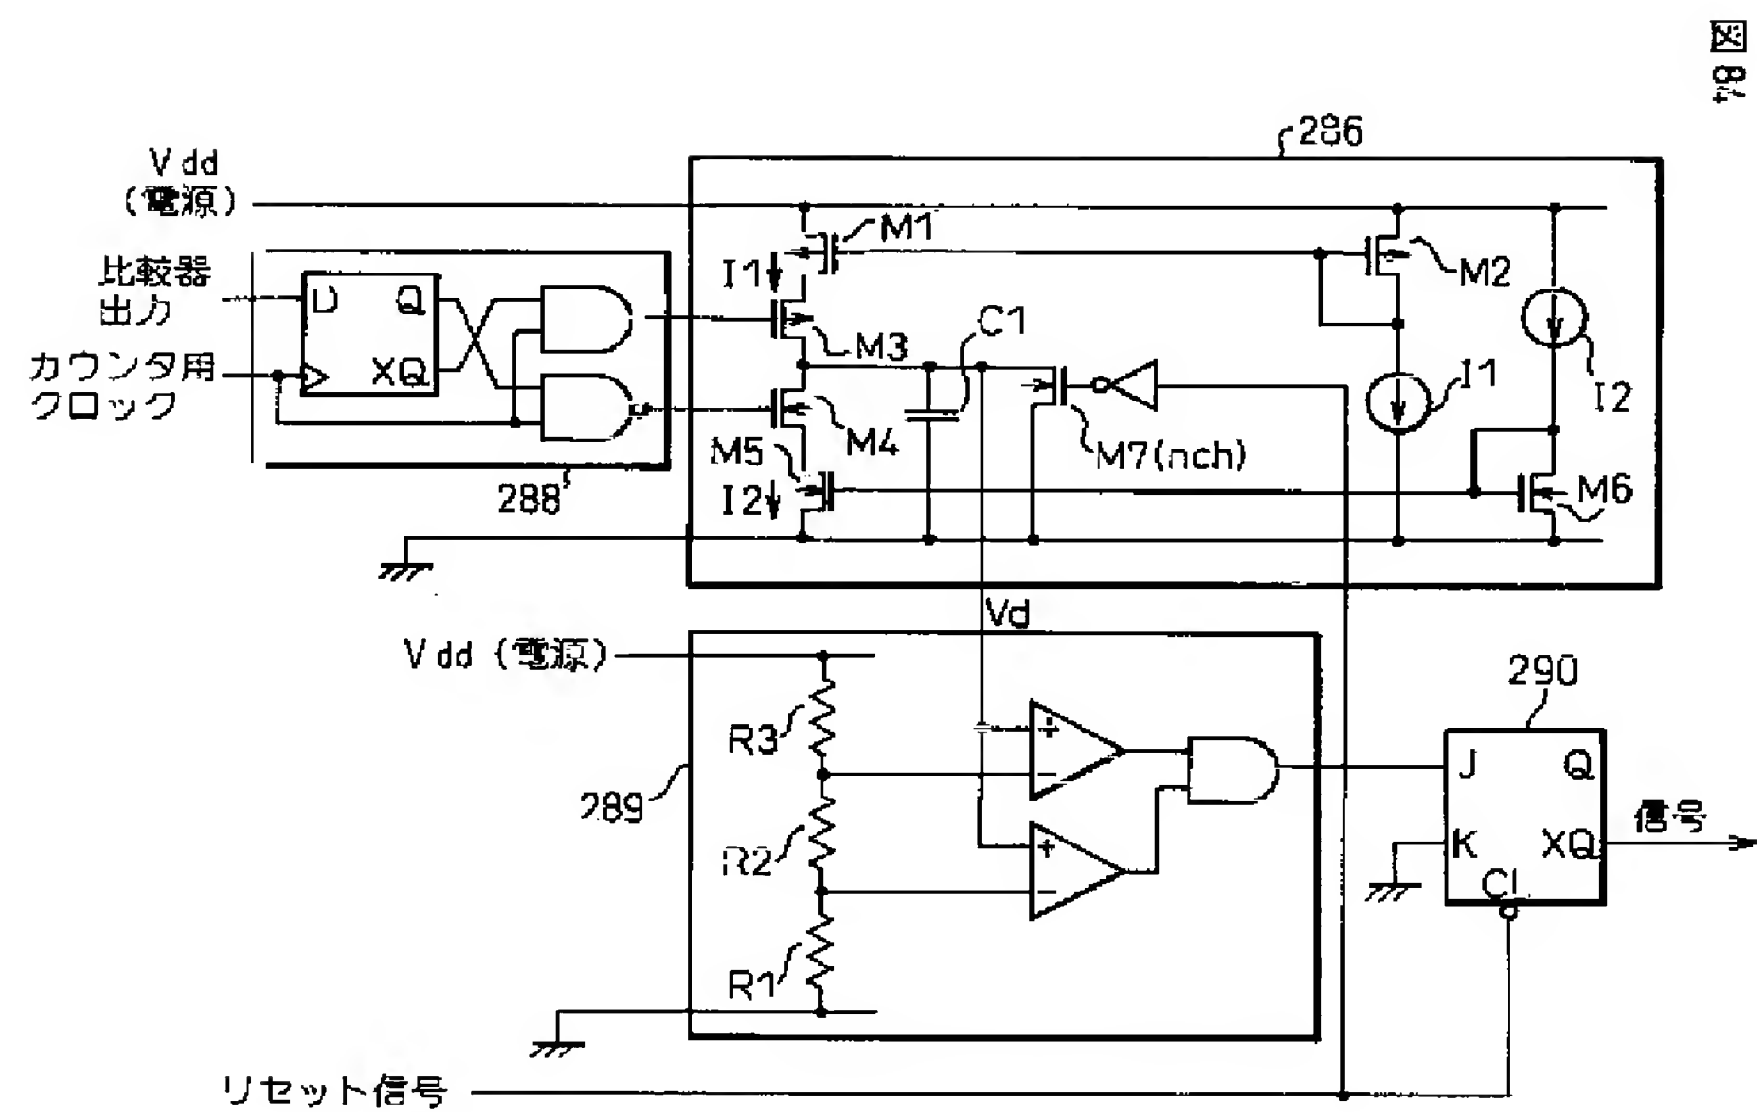 図84
286
Vdd
(電源)
M1
I1
M2
比較器
出力
D
Q
XQ
カウンタ用
クロック
M3
C1
I1
I2
M4
M5
M7(nch)
I2
M6
288
Vd
Vdd (電源)
290
R3
+
-
J
Q
289
R2
+
-
K
XQ
信号
CL
R1
リセット信号